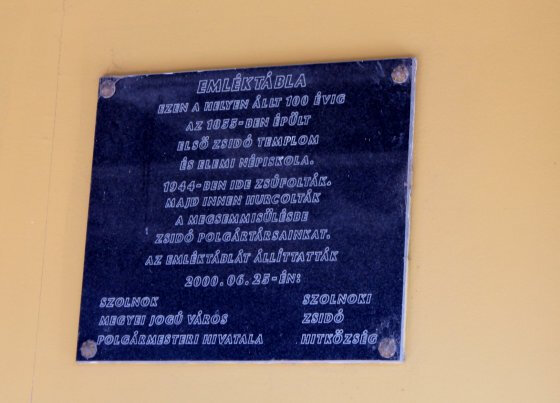 EMLÉKTÁBLA
EZEN A HELYEN ÁLLT 100 ÉVIG
AZ 1855-BEN ÉPÜLT
ELSŐ ZSIDÓ TEMPLOM
ÉS ELEMI NÉPISKOLA.
1944-BEN IDE ZSÚFOLTÁK.
MAJD INNEN HURCOLTÁK
A MEGSEMMISÜLÉSBE
ZSIDÓ POLGÁRTÁRSAINKAT.
AZ EMLÉKTÁBLÁT ÁLLÍTTATTÁK
2000.06.25-ÉN:
SZOLNOK
MEGYEI JOGÚ VÁROS
POLGÁRMESTERI HIVATALA
SZOLNOKI
ZSIDÓ
HITKÖZSÉG